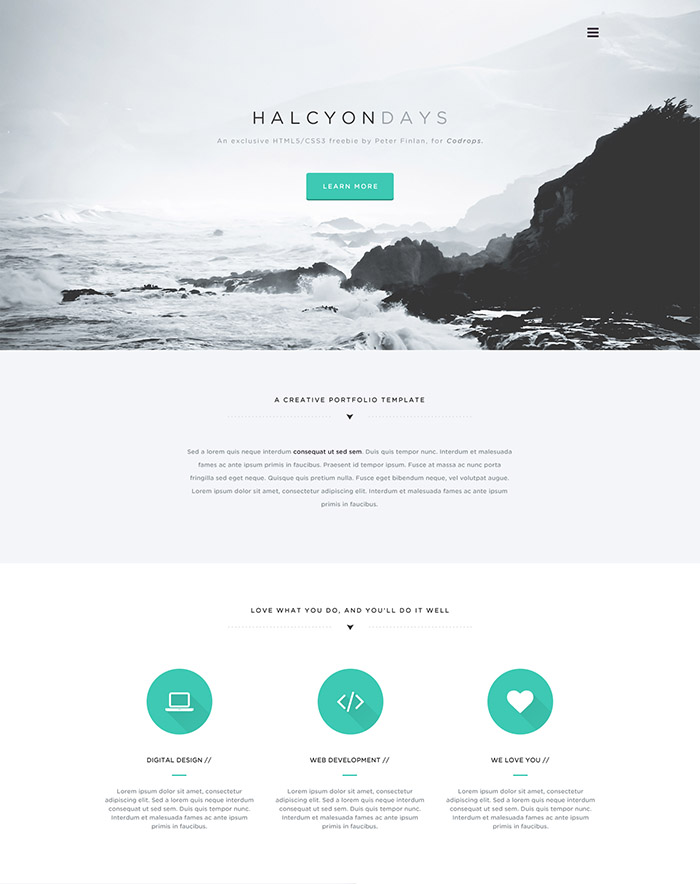 HALCYONDAYS
An exclusive HTML5/CSS3 freebie by Peter Finlan, for Codrops.
LEARN MORE
A CREATIVE PORTFOLIO TEMPLATE
Sed a lorem quis neque interdum consequat ut sed sem. Duis quis tempor nunc. Interdum et malesuada
fames ac ante ipsum primis in faucibus. Praesent id tempor ipsum. Fusce at massa ac nunc porta
fringilla sed eget neque. Quisque quis pretium nulla. Fusce eget bibendum neque, vel volutpat augue.
Lorem ipsum dolor sit amet, consectetur adipiscing elit. Interdum et malesuada fames ac ante ipsum
primis in faucibus.
LOVE WHAT YOU DO, AND YOU'LL DO IT WELL
DIGITAL DESIGN //
Lorem ipsum dolor sit amet, consectetur
adipiscing elit. Sed a lorem quis neque interdum
consequat ut sed sem. Duis quis tempor nunc.
Interdum et malesuada fames ac ante ipsum
primis in faucibus.
WEB DEVELOPMENT //
Lorem ipsum dolor sit amet, consectetur
adipiscing elit. Sed a lorem quis neque interdum
consequat ut sed sem. Duis quis tempor nunc.
Interdum et malesuada fames ac ante ipsum
primis in faucibus.
WE LOVE YOU //
Lorem ipsum dolor sit amet, consectetur
adipiscing elit. Sed a lorem quis neque interdum
consequat ut sed sem. Duis quis tempor nunc.
Interdum et malesuada fames ac ante ipsum
primis in faucibus.